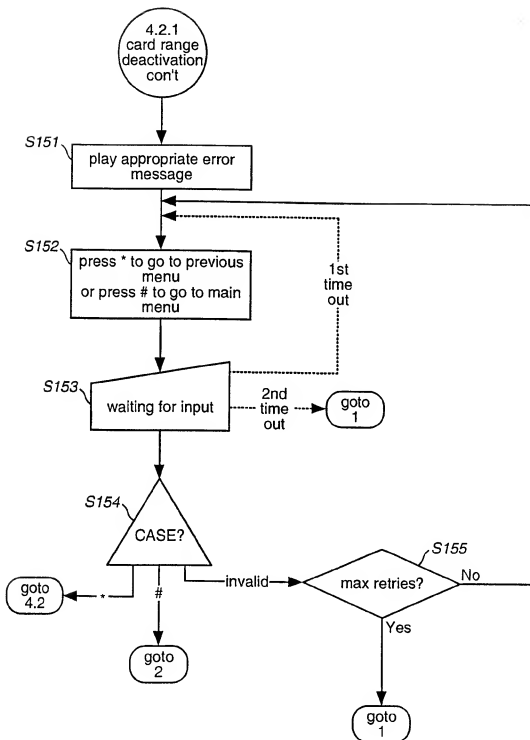 4.2.1
card range
deactivation
con't
S151
play appropriate error
message
S152
press * to go to previous
menu
or press # to go to main
menu
1st
time
out
S153
waiting for input
2nd
time
out
goto
1
S154
CASE?
S155
max retries?
No
invalid
goto
4.2
*
#
Yes
goto
2
goto
1